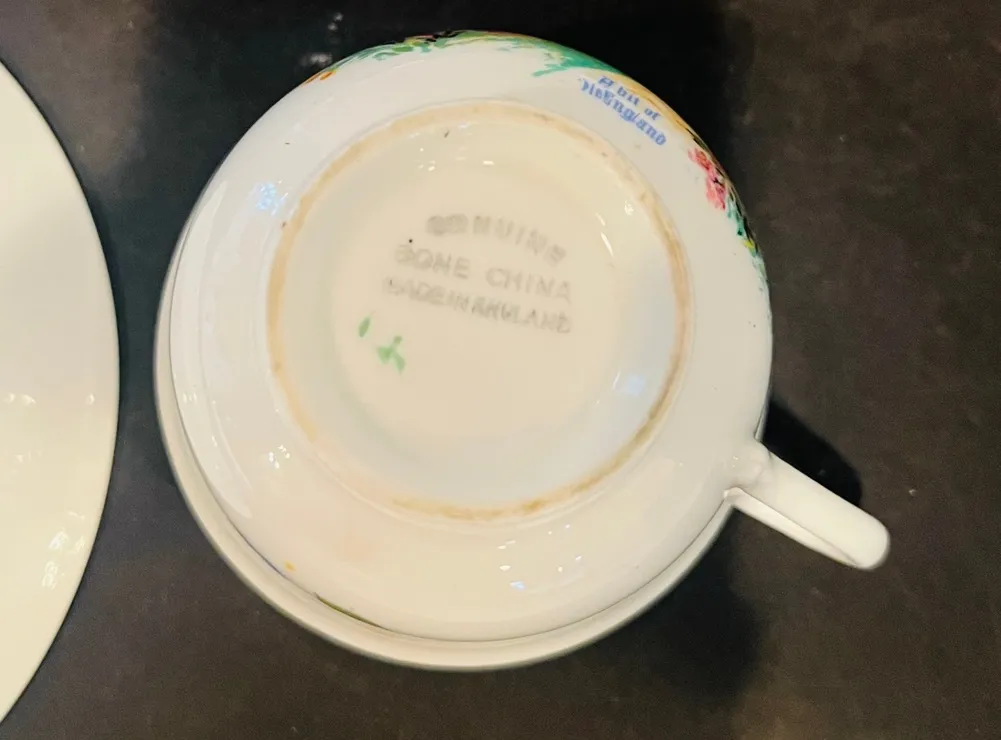 GENUINE
BONE CHINA
MADE IN ENGLAND
A bit of
Old England